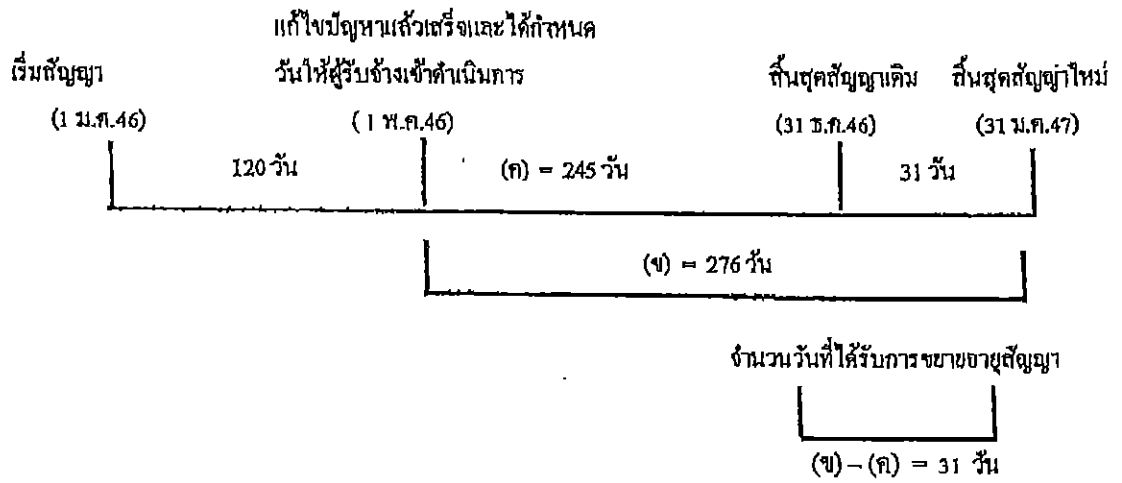 แก้ไขปัญหาแล้วเสร็จและได้กำหนด
วันให้ผู้รับจ้างเข้าดำเนินการ
เริ่มสัญญา
สิ้นสุดสัญญาเดิม
สิ้นสุดสัญญาใหม่
(1 ม.ค.46)
(1 พ.ค.46)
(31 ธ.ค.46)
(31 ม.ค.47)
120 วัน
(ค) = 245 วัน
31 วัน
(ข) = 276 วัน
จำนวนวันที่ได้รับการขยายอายุสัญญา
(ข) – (ค) = 31 วัน